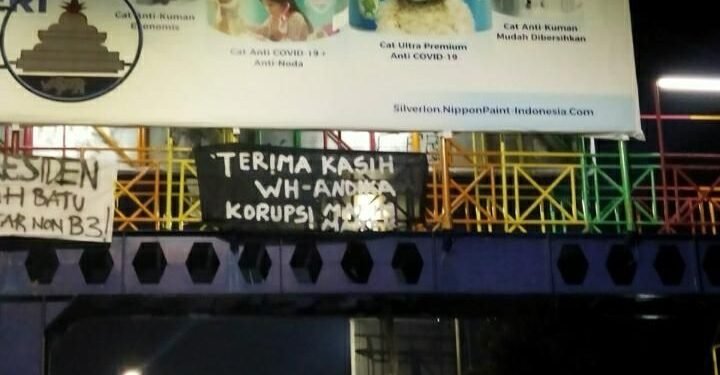 ERI
Cat Anti-Kuman
Ekonomis
Cat Anti COVID-19 +
Anti-Noda
Cat Ultra Premium
Anti COVID-19
Cat Anti-Kuman
Mudah Dibersihkan
Silverion.NipponPaint-Indonesia.Com
RESIDEN
H BATU
AR NON B3!
TERIMA KASIH
WH-ANDIKA
KORUPSI